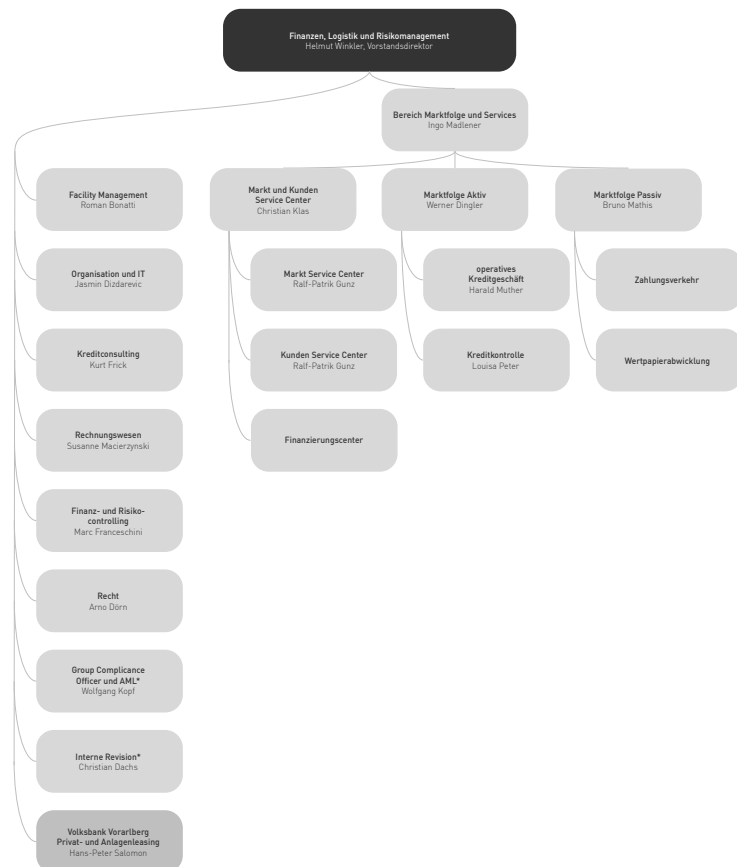 Finanzen, Logistik und Risikomanagement
Helmut Winkler, Vorstandsdirektor
Bereich Marktfolge und Services
Ingo Madlener
Facility Management
Roman Bonatti
Markt und Kunden
Service Center
Christian Klas
Marktfolge Aktiv
Werner Dingler
Marktfolge Passiv
Bruno Mathis
Organisation und IT
Jasmin Dizdarevic
Markt Service Center
Ralf-Patrik Gunz
operatives
Kreditgeschäft
Harald Muther
Zahlungsverkehr
Kreditconsulting
Kurt Frick
Kunden Service Center
Ralf-Patrik Gunz
Kreditkontrolle
Louisa Peter
Wertpapierabwicklung
Rechnungswesen
Susanne Macierzynski
Finanzierungscenter
Finanz- und Risiko-
controlling
Marc Franceschini
Recht
Arno Dörn
Group Complicance
Officer und AML*
Wolfgang Kopf
Interne Revision*
Christian Dachs
Volksbank Vorarlberg
Privat- und Anlagenleasing
Hans-Peter Salomon